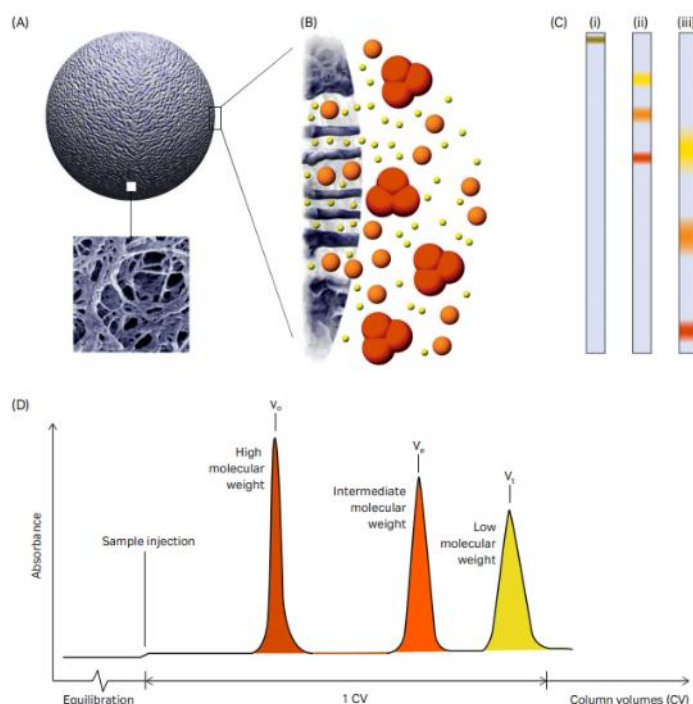 (A)
(B)
(C)
(i)
(ii)
(iii)
(D)
Vo
High
molecular
weight
Ve
Intermediate
molecular
weight
Vt
Low
molecular
weight
Sample injection
Absorbance
Equilibration
1 CV
Column volumes (CV)